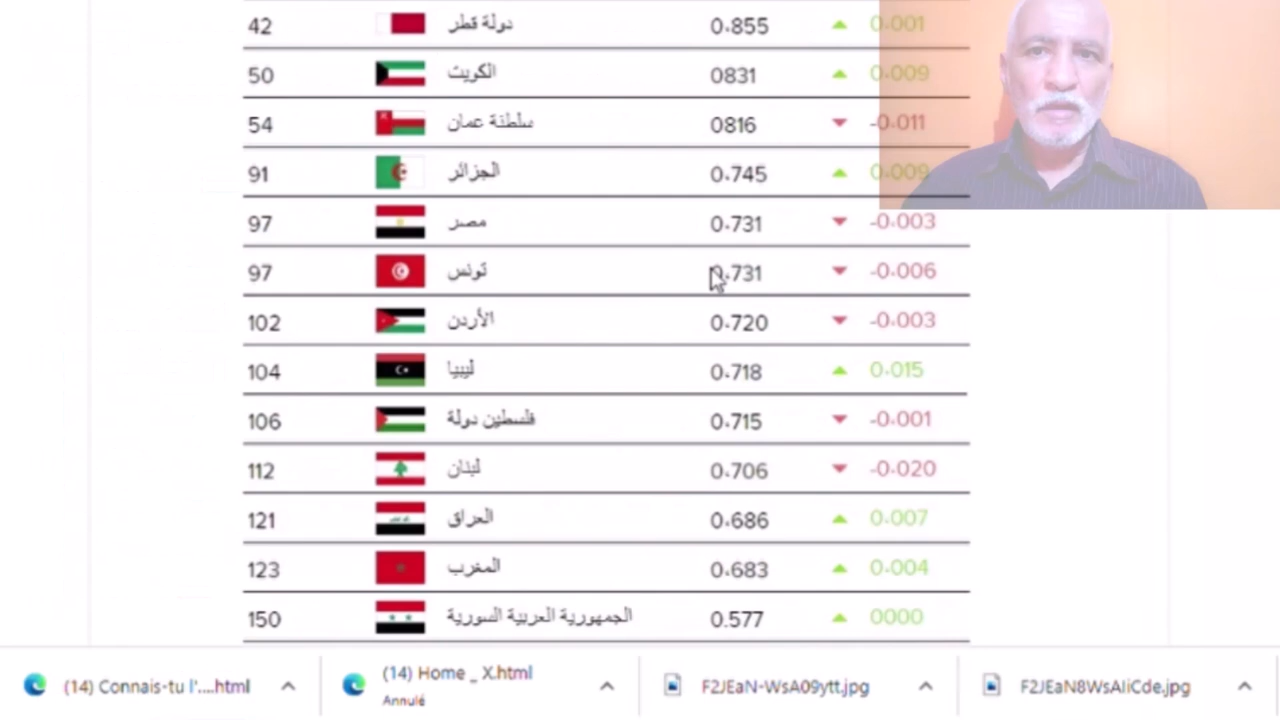 42 دولة قطر 0.855 0.001
50 الكويت 0831 0.009
54 سلطنة عمان 0816 -0.011
91 الجزائر 0.745 0.009
97 مصر 0.731 -0.003
97 تونس 0.731 -0.006
102 الأردن 0.720 -0.003
104 ليبيا 0.718 0.015
106 فلسطين دولة 0.715 -0.001
112 لبنان 0.706 -0.020
121 العراق 0.686 0.007
123 المغرب 0.683 0.004
150 الجمهورية العربية السورية 0.577 0000
(14) Connais-tu l'....html (14) Home _ X.html F2JEaN-WsA09ytt.jpg F2JEaN8WsAIiCde.jpg
Annulé